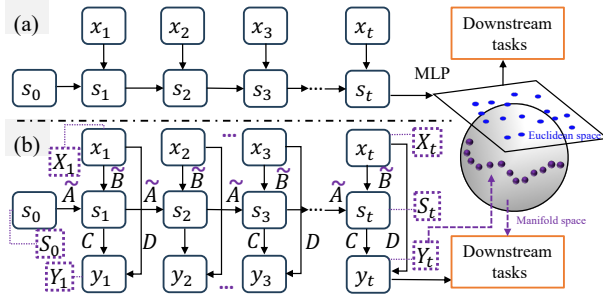 (a)
x₁ x₂ x₃ xₜ
Downstream
tasks
MLP
s₀ s₁ s₂ s₃ ... sₜ
Euclidean space
(b)
x₁ x₂ ... x₃ xₜ Xₜ
X₁
Ã B̃ Ã B̃ Ã B̃ Ã B̃
s₀ s₁ s₂ s₃ ... sₜ Sₜ
S₀ C D C D C D
Manifold space
Y₁ y₁ y₂ ... y₃ yₜ Yₜ
Downstream
tasks